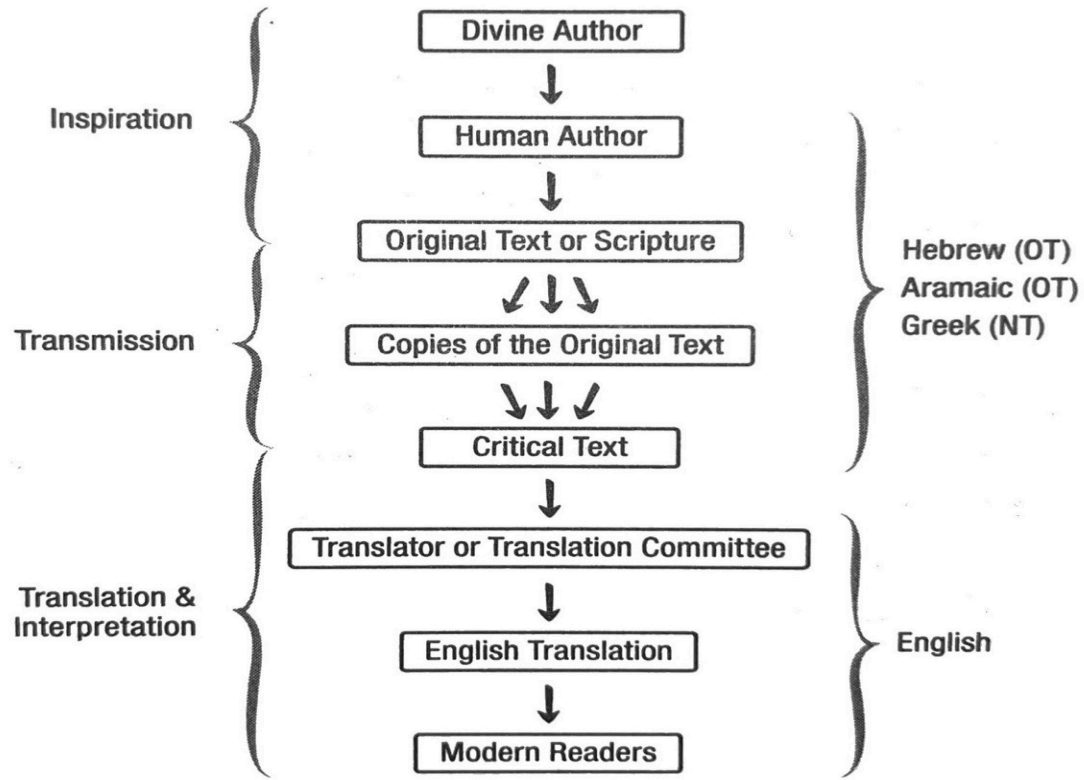 Divine Author
Inspiration
Human Author
Original Text or Scripture
Hebrew (OT)
Aramaic (OT)
Greek (NT)
Transmission
Copies of the Original Text
Critical Text
Translator or Translation Committee
Translation &
Interpretation
English Translation
English
Modern Readers